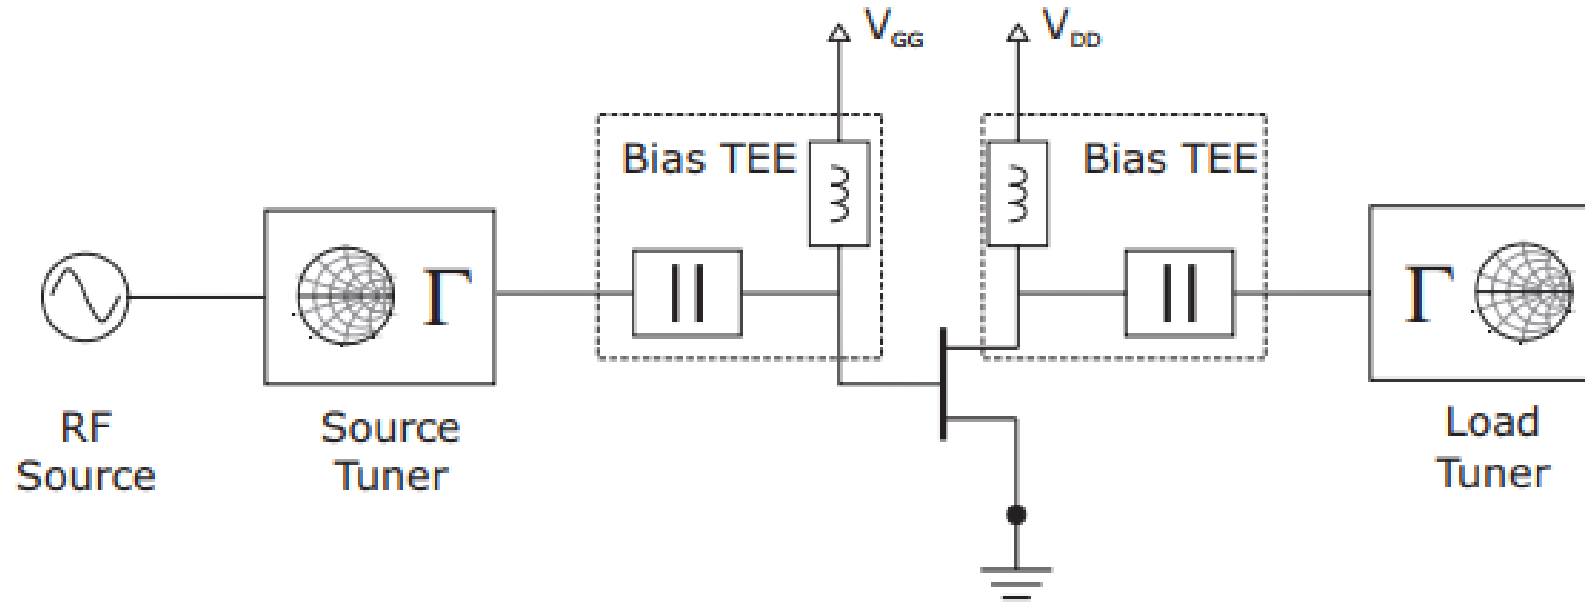 V_GG
V_DD
Bias TEE
Bias TEE
Γ
Γ
RF
Source
Source
Tuner
Load
Tuner